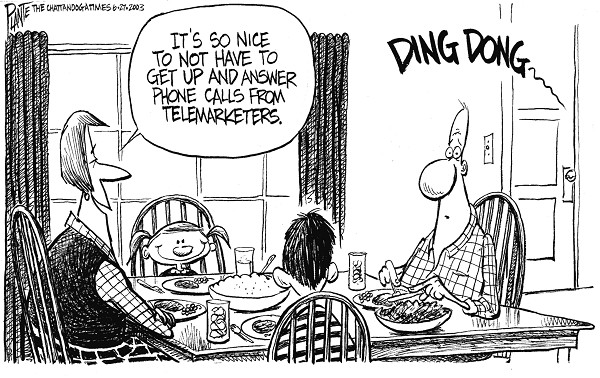 PLANTE THE CHATTANOOGA TIMES 6-27-2003
IT'S SO NICE
TO NOT HAVE TO
GET UP AND ANSWER
PHONE CALLS FROM
TELEMARKETERS.
DING DONG